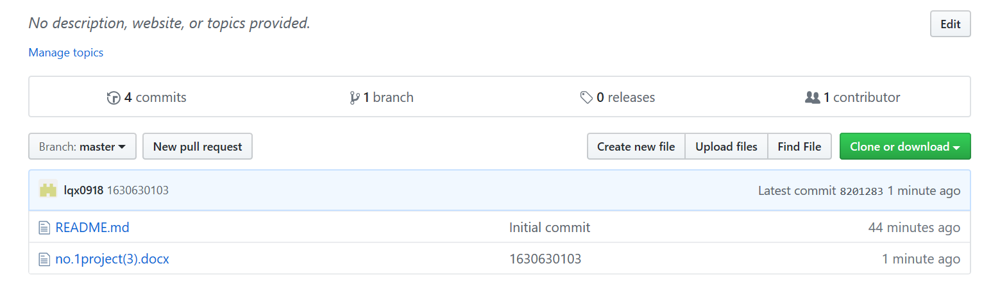 No description, website, or topics provided.
Edit
Manage topics
4 commits
1 branch
0 releases
1 contributor
Branch: master
New pull request
Create new file
Upload files
Find File
Clone or download
lqx0918 1630630103
Latest commit 8201283 1 minute ago
README.md
Initial commit
44 minutes ago
no.1project(3).docx
1630630103
1 minute ago